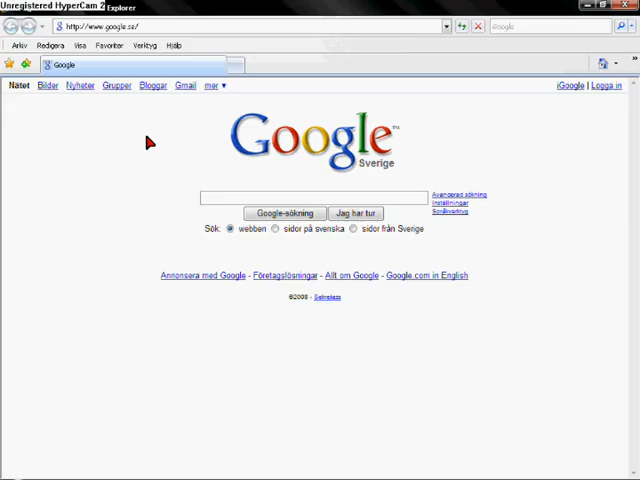 Unregistered HyperCam 2 Explorer
http://www.google.se/
Google
Arkiv Redigera Visa Favoriter Verktyg Hjälp
Google
Nätet Bilder Nyheter Grupper Bloggar Gmail mer ▼ iGoogle | Logga in
Google™
Sverige
Avancerad sökning
Inställningar
Språkverktyg
Google-sökning Jag har tur
Sök: webben sidor på svenska sidor från Sverige
Annonsera med Google - Företagslösningar - Allt om Google - Google.com in English
©2008 - Sekretess